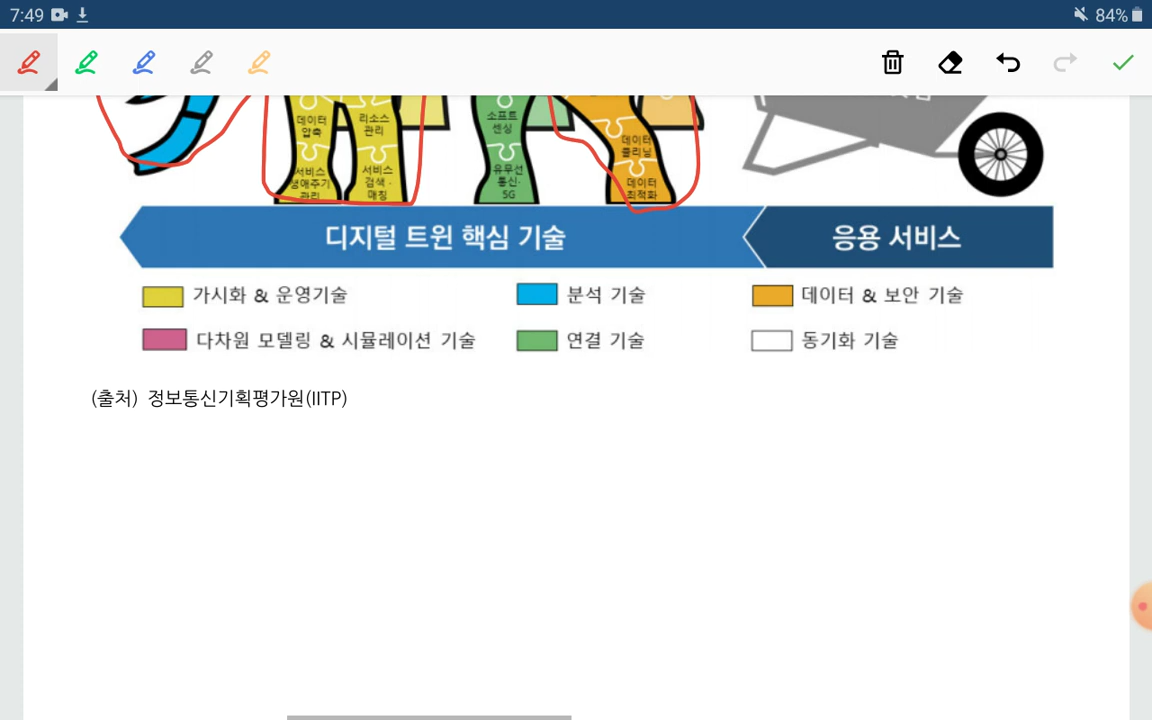 7:49
84%
데이터
압축
리소스
관리
소프트
센싱
데이터
클리닝
서비스
생애주기
관리
서비스
검색·
매칭
유무선
통신·
5G
데이터
최적화
디지털 트윈 핵심 기술
응용 서비스
가시화 & 운영기술
분석 기술
데이터 & 보안 기술
다차원 모델링 & 시뮬레이션 기술
연결 기술
동기화 기술
(출처) 정보통신기획평가원(IITP)